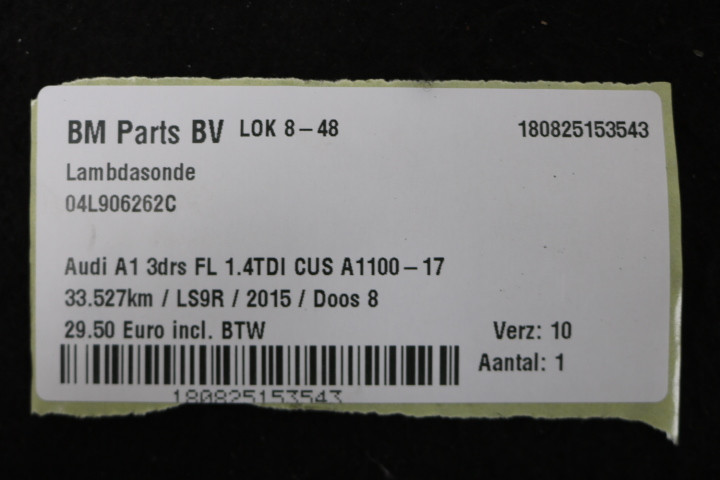 BM Parts BV LOK 8-48 180825153543
Lambdasonde
04L906262C
Audi A1 3drs FL 1.4TDI CUS A1100-17
33.527km / LS9R / 2015 / Doos 8
29.50 Euro incl. BTW Verz: 10
Aantal: 1
180825153543